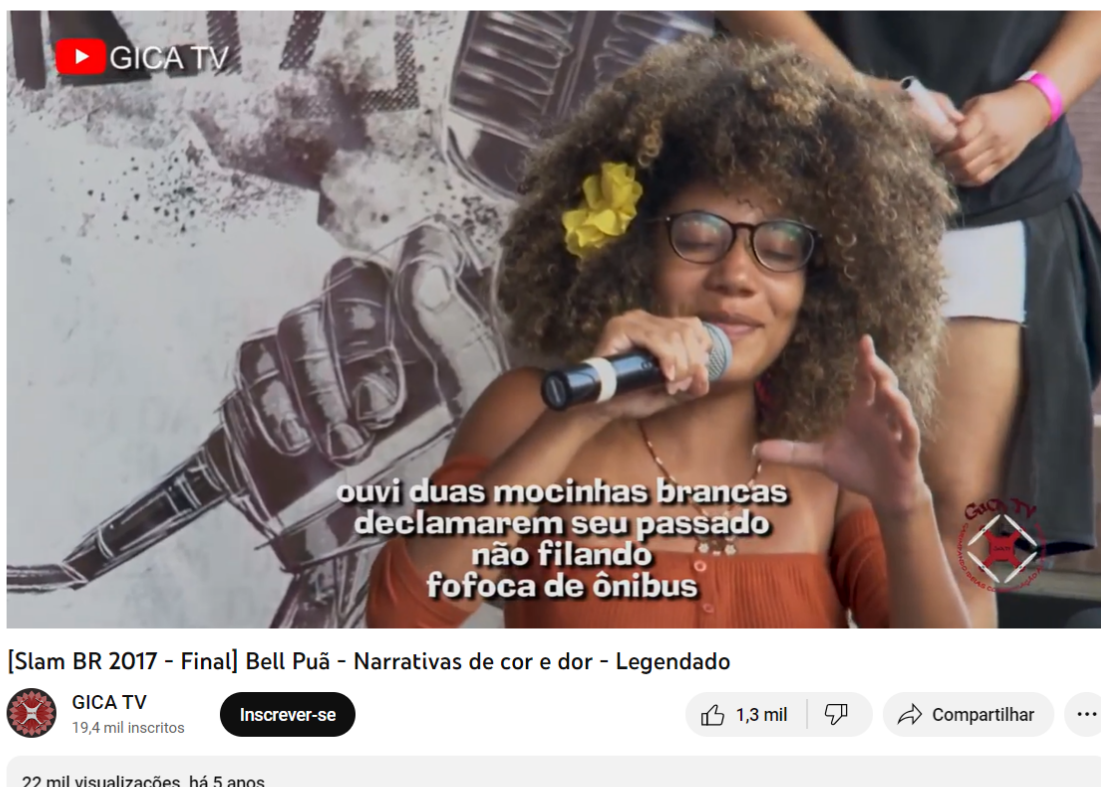 GICA TV
ouvi duas mocinhas brancas
declamarem seu passado
não filando
fofoca de ônibus
GICA TV
[Slam BR 2017 - Final] Bell Puã - Narrativas de cor e dor - Legendado
GICA TV
19,4 mil inscritos
Inscrever-se
1,3 mil
Compartilhar
22 mil visualizações há 5 anos